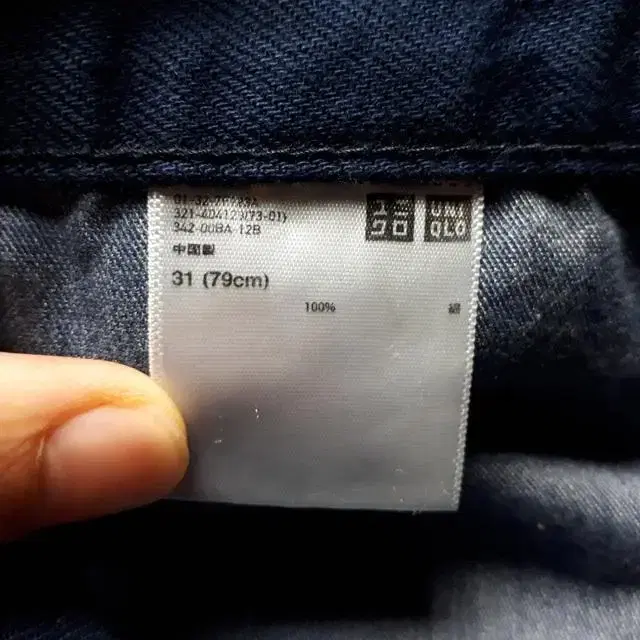 321-404123(73-01)
342-00BA 12B
中国製
31 (79cm)
100% 綿
ユニ
クロ
UNI
QLO